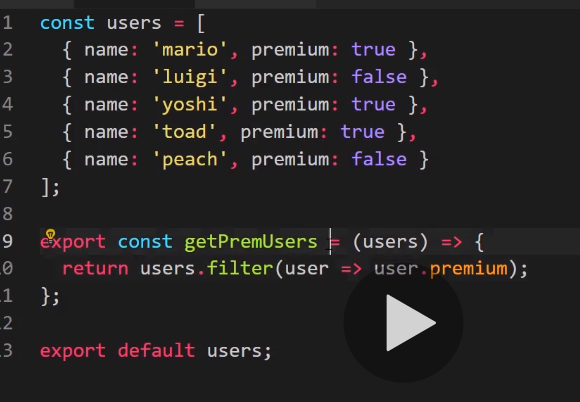 1 const users = [
2 { name: 'mario', premium: true },
3 { name: 'luigi', premium: false },
4 { name: 'yoshi', premium: true },
5 { name: 'toad', premium: true },
6 { name: 'peach', premium: false }
7 ];
8
9 export const getPremUsers = (users) => {
0 return users.filter(user => user.premium);
1 };
2
3 export default users;